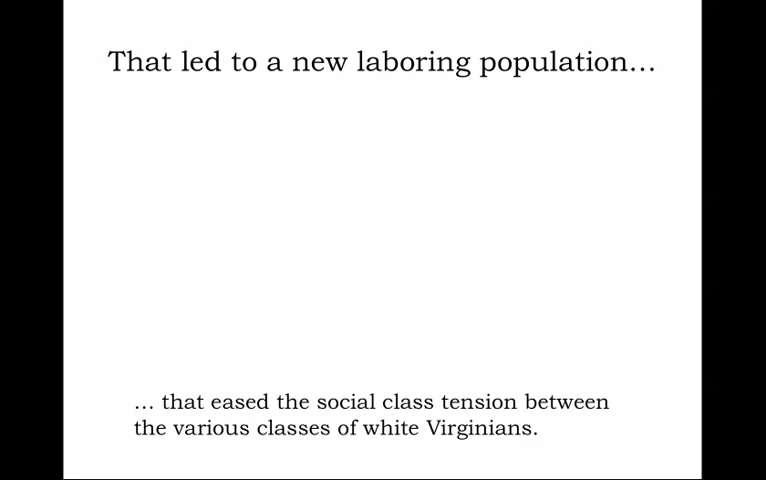 That led to a new laboring population…
… that eased the social class tension between
the various classes of white Virginians.